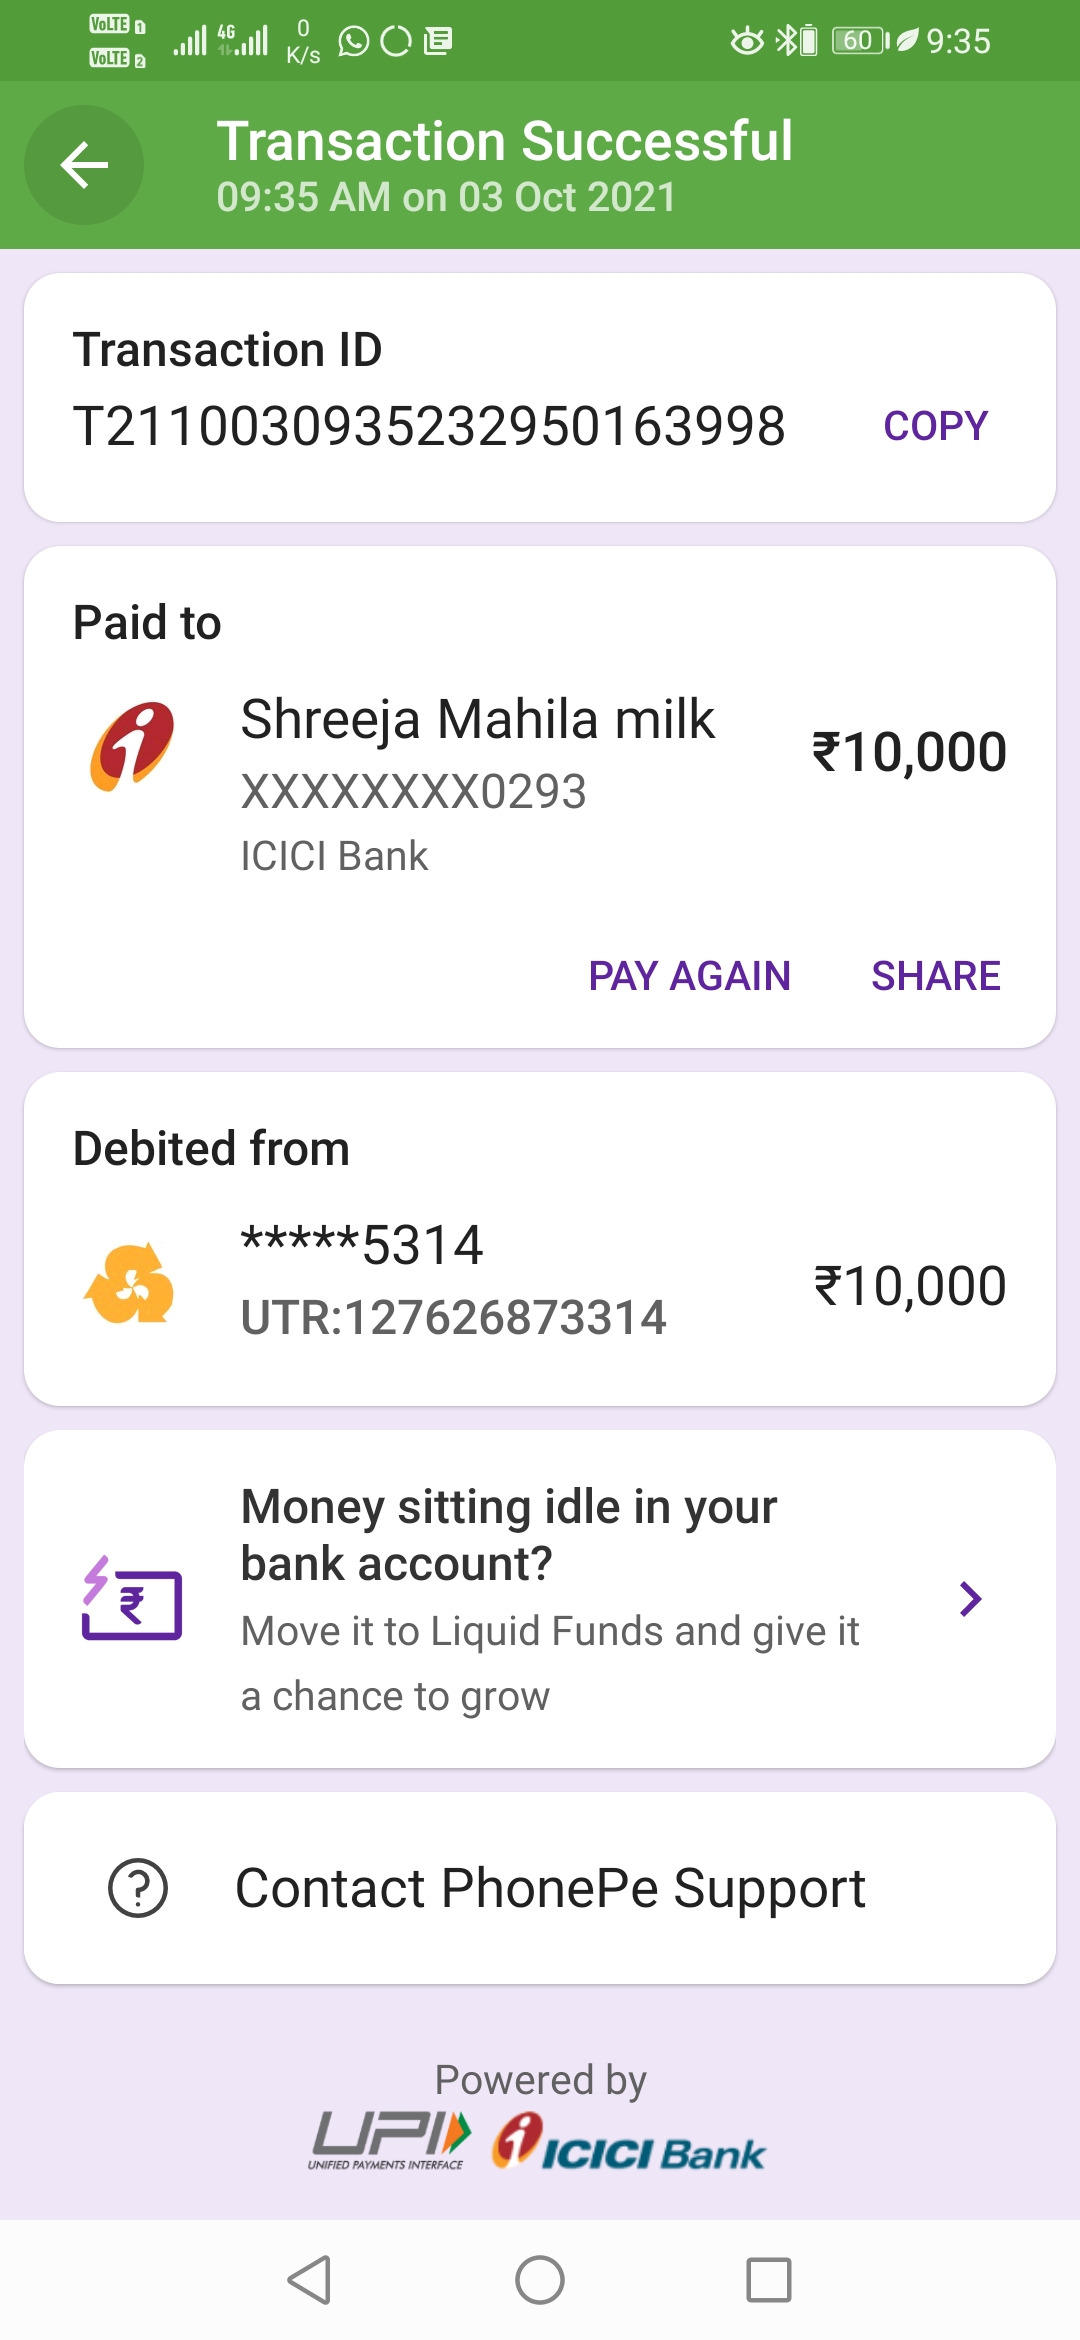 VoLTE 1
VoLTE 2
4G
0
K/s
60
9:35
Transaction Successful
09:35 AM on 03 Oct 2021
Transaction ID
T2110030935232950163998
COPY
Paid to
Shreeja Mahila milk
₹10,000
XXXXXXXX0293
ICICI Bank
PAY AGAIN
SHARE
Debited from
*****5314
₹10,000
UTR:127626873314
Money sitting idle in your
bank account?
Move it to Liquid Funds and give it
a chance to grow
Contact PhonePe Support
Powered by
UPI
UNIFIED PAYMENTS INTERFACE
ICICI Bank